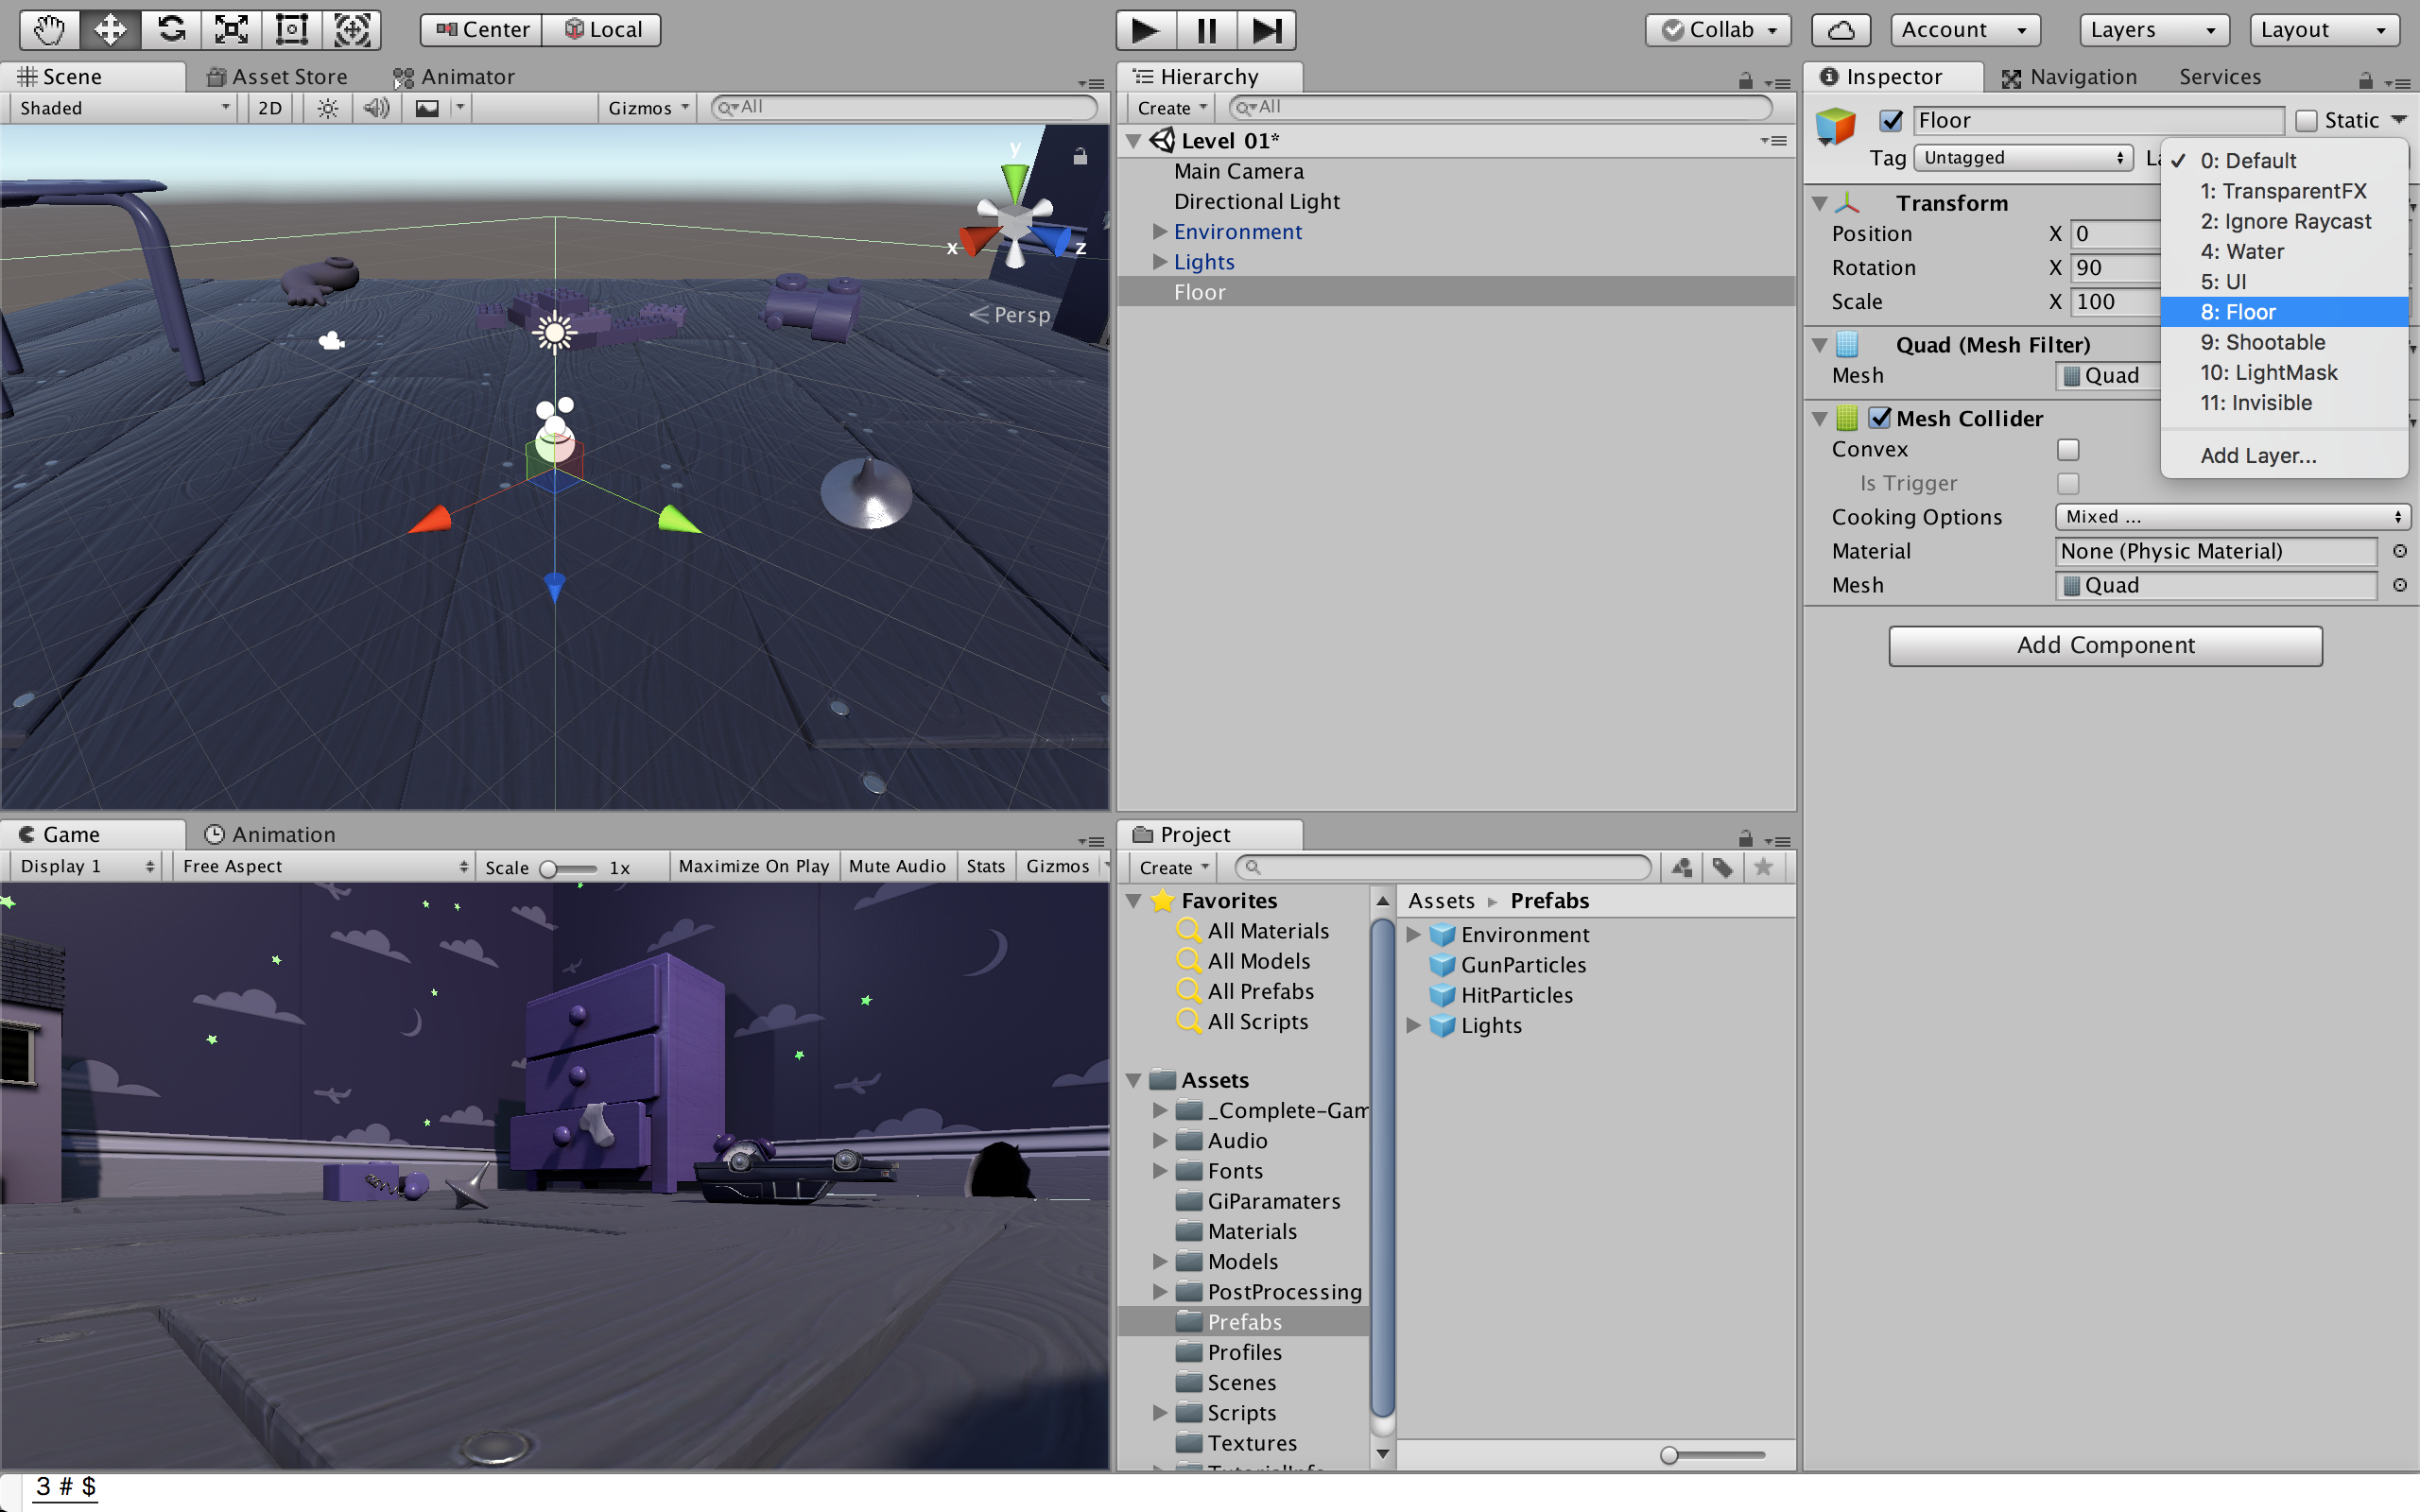 Center Local Collab Account Layers Layout
Scene Asset Store Animator
Shaded 2D Gizmos All
y
x z
Persp
Hierarchy
Create All
Level 01*
Main Camera
Directional Light
Environment
Lights
Floor
Inspector Navigation Services
Floor Static
Tag Untagged
0: Default
1: TransparentFX
2: Ignore Raycast
4: Water
5: UI
8: Floor
9: Shootable
10: LightMask
11: Invisible
Add Layer...
Transform
Position X 0
Rotation X 90
Scale X 100
Quad (Mesh Filter)
Mesh Quad
Mesh Collider
Convex
Is Trigger
Cooking Options Mixed ...
Material None (Physic Material)
Mesh Quad
Add Component
Game Animation
Display 1 Free Aspect Scale 1x Maximize On Play Mute Audio Stats Gizmos
Project
Create
Favorites
All Materials
All Models
All Prefabs
All Scripts
Assets
_Complete-Gam
Audio
Fonts
GiParamaters
Materials
Models
PostProcessing
Prefabs
Profiles
Scenes
Scripts
Textures
Assets Prefabs
Environment
GunParticles
HitParticles
Lights
3 # $